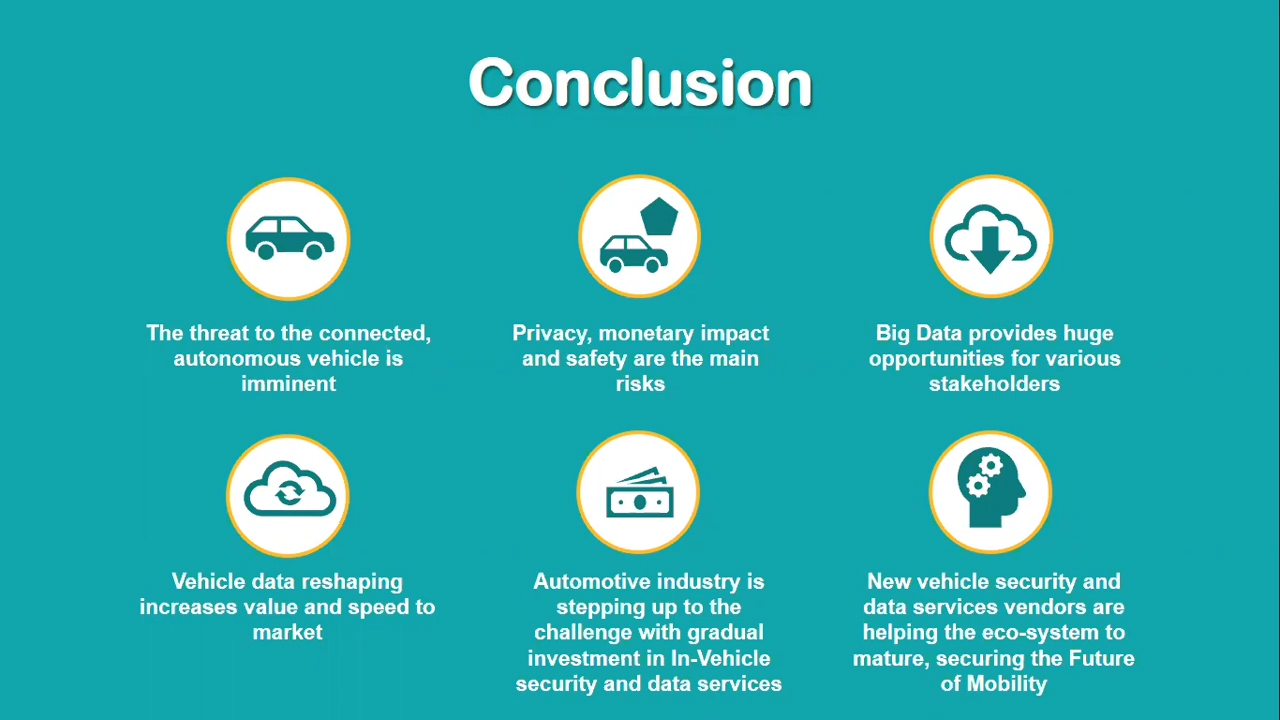 Conclusion
The threat to the connected,
autonomous vehicle is
imminent
Privacy, monetary impact
and safety are the main
risks
Big Data provides huge
opportunities for various
stakeholders
Vehicle data reshaping
increases value and speed to
market
Automotive industry is
stepping up to the
challenge with gradual
investment in In-Vehicle
security and data services
New vehicle security and
data services vendors are
helping the eco-system to
mature, securing the Future
of Mobility